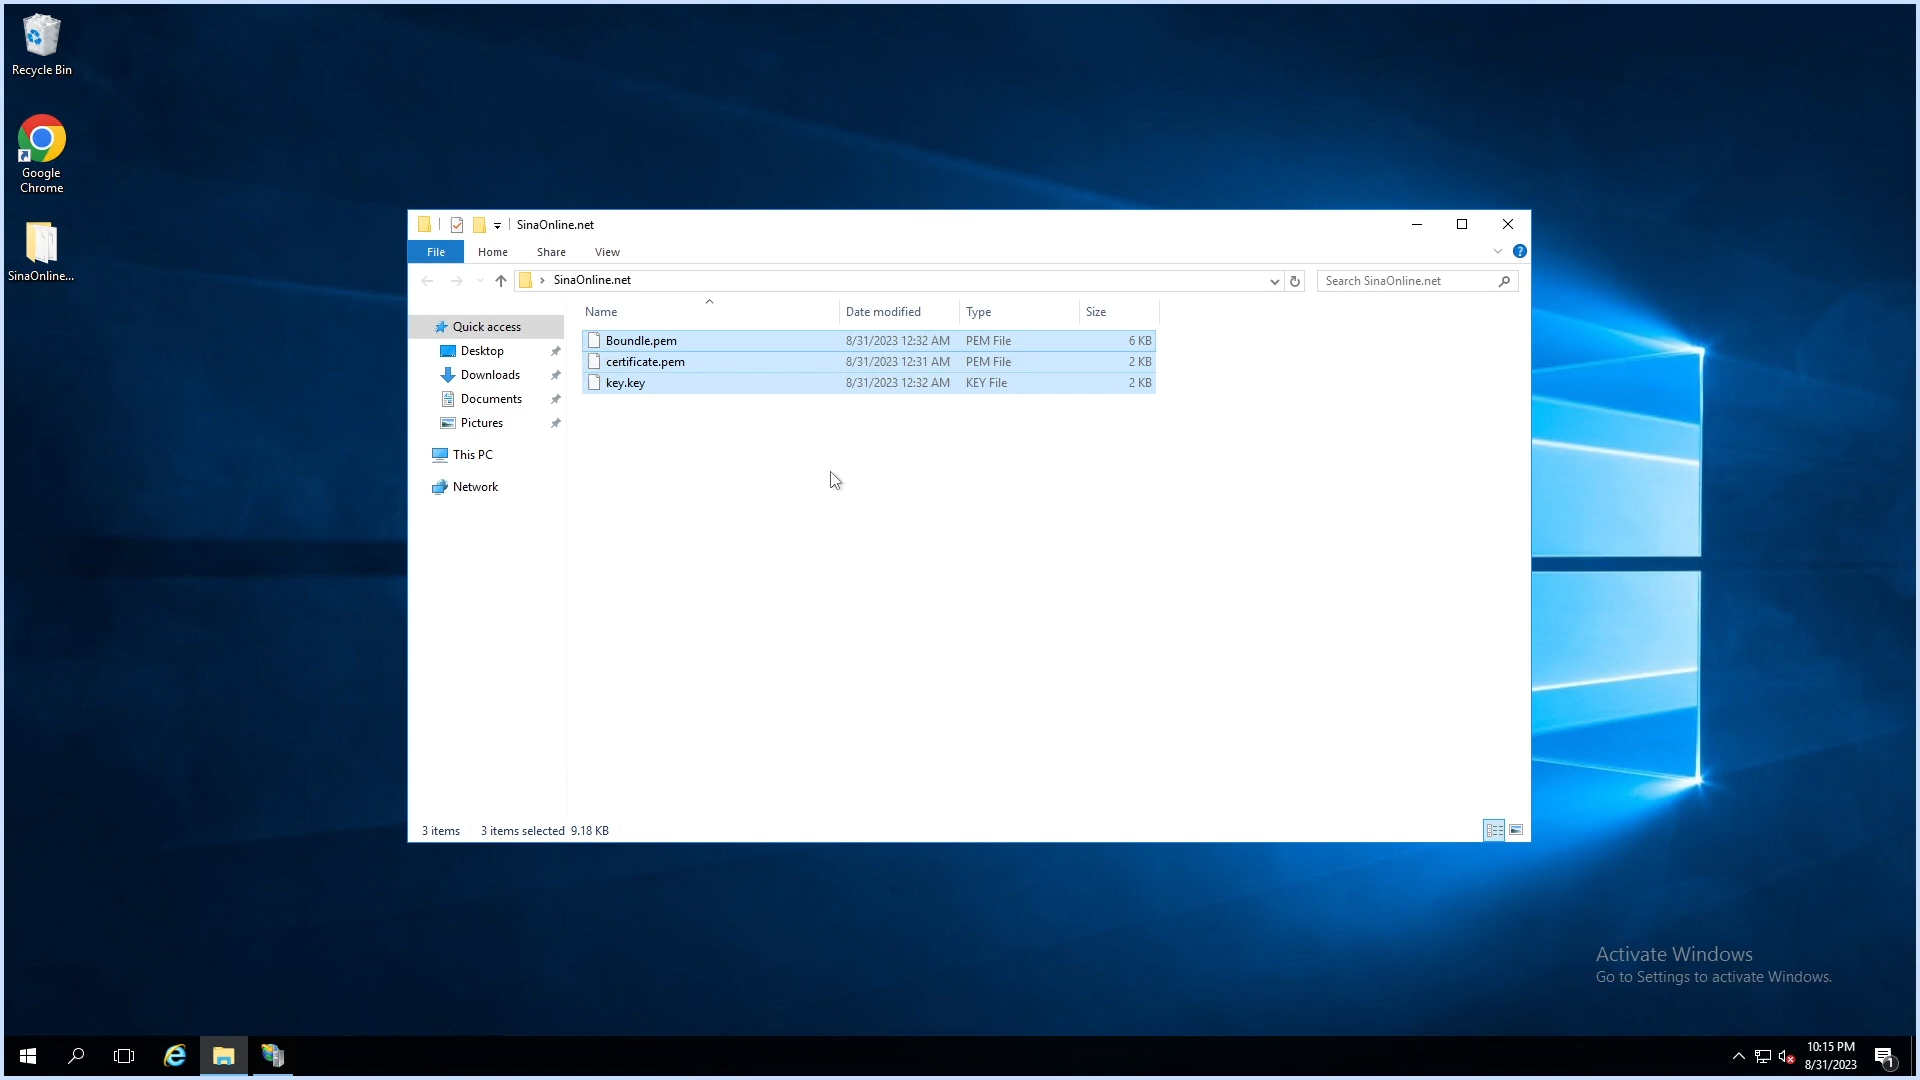 Recycle Bin
Google
Chrome
SinaOnline...
SinaOnline.net
File
Home
Share
View
SinaOnline.net
Search SinaOnline.net
Quick access
Desktop
Downloads
Documents
Pictures
This PC
Network
Name
Date modified
Type
Size
Boundle.pem
8/31/2023 12:32 AM
PEM File
6 KB
certificate.pem
8/31/2023 12:31 AM
PEM File
2 KB
key.key
8/31/2023 12:32 AM
KEY File
2 KB
3 items
3 items selected 9.18 KB
Activate Windows
Go to Settings to activate Windows.
10:15 PM
8/31/2023
1